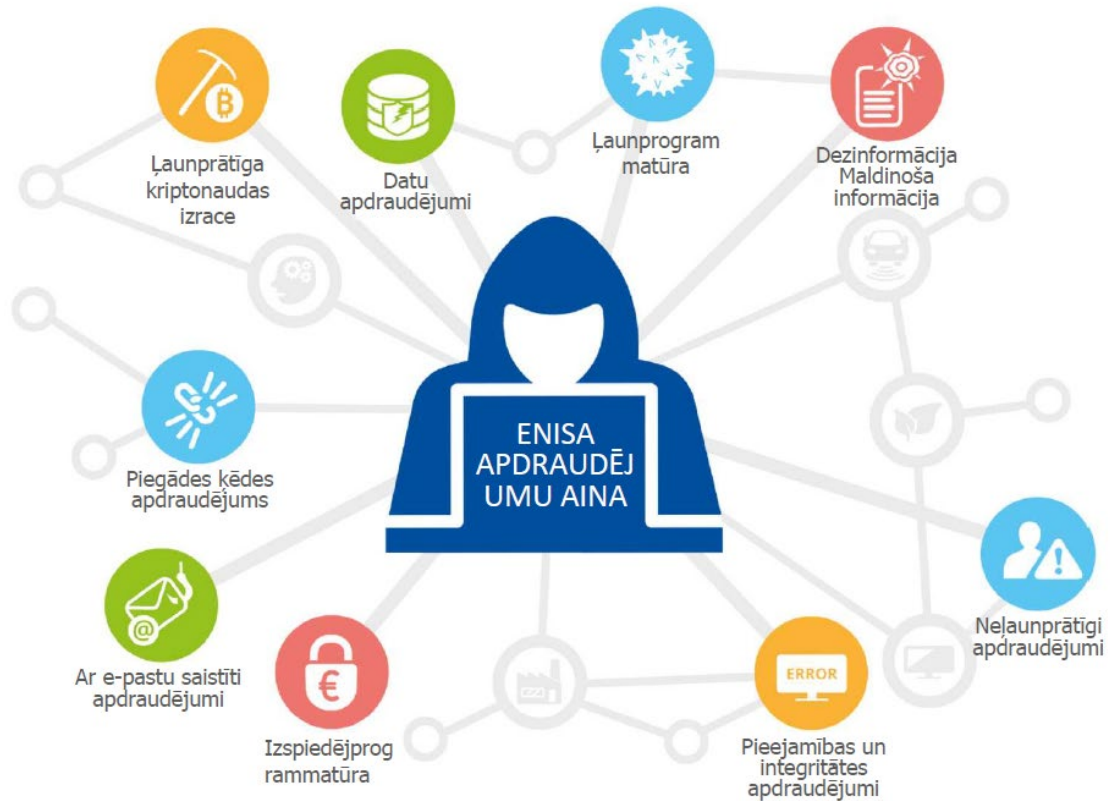 Ļaunprātīga
kriptonaudas
izrace
Datu
apdraudējumi
Ļaunprogram
matūra
Dezinformācija
Maldinoša
informācija
Piegādes ķēdes
apdraudējums
ENISA
APDRAUDĒJ
UMU AINA
Neļaunprātīgi
apdraudējumi
@
Ar e-pastu saistīti
apdraudējumi
€
Izspiedējprog
rammatūra
ERROR
Pieejamības un
integritātes
apdraudējumi